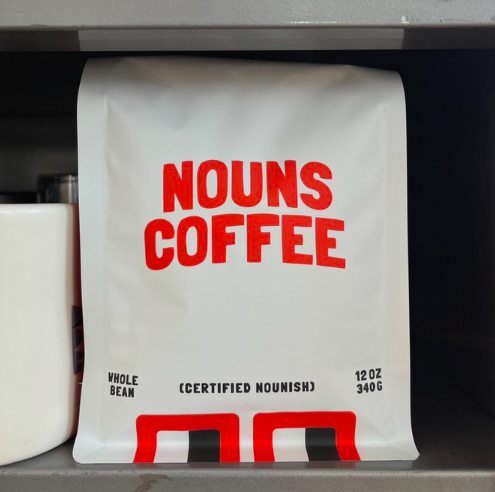 NOUNS
COFFEE
WHOLE
BEAN
(CERTIFIED NOUNISH)
12 OZ
340 G